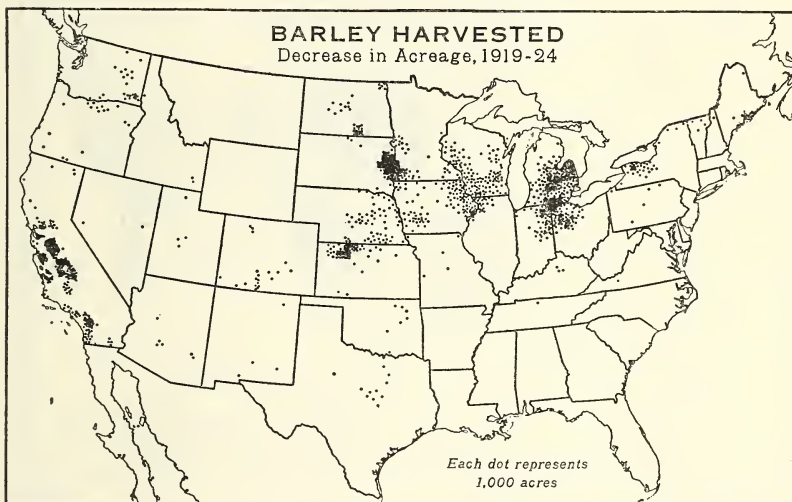 BARLEY HARVESTED
Decrease in Acreage, 1919-24
Each dot represents
1,000 acres